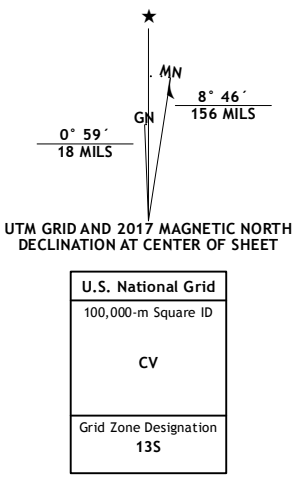 MN
8° 46´
156 MILS
GN
0° 59´
18 MILS
UTM GRID AND 2017 MAGNETIC NORTH
DECLINATION AT CENTER OF SHEET
U.S. National Grid
100,000-m Square ID
CV
Grid Zone Designation
13S